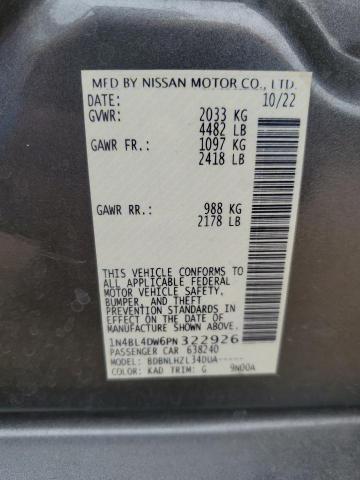 MFD BY NISSAN MOTOR CO., LTD.
DATE: 10/22
GVWR: 2033 KG
4482 LB
GAWR FR.: 1097 KG
2418 LB
GAWR RR.: 988 KG
2178 LB
THIS VEHICLE CONFORMS TO
ALL APPLICABLE FEDERAL
MOTOR VEHICLE SAFETY,
BUMPER, AND THEFT
PREVENTION STANDARDS IN
EFFECT ON THE DATE OF
MANUFACTURE SHOWN ABOVE.
1N4BL4DW6PN322926
PASSENGER CAR 638240
MODEL: BDBNLHZL34DUA-----
COLOR: KAD TRIM: G 9N00A